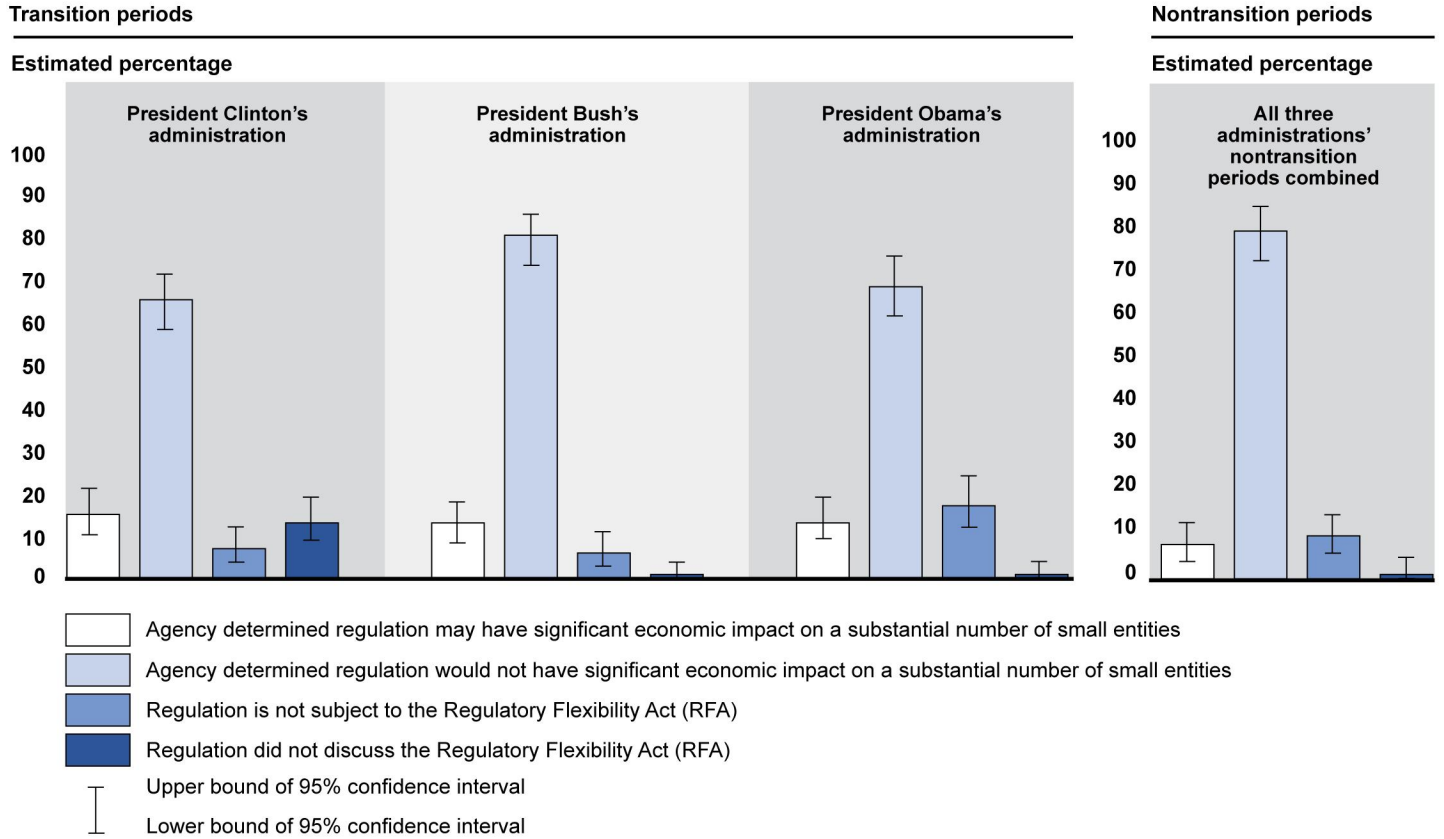 Transition periods
Estimated percentage
President Clinton's
administration
President Bush's
administration
President Obama's
administration
100
90
80
70
60
50
40
30
20
10
0
Nontransition periods
Estimated percentage
All three
administrations'
nontransition
periods combined
100
90
80
70
60
50
40
30
20
10
0
Agency determined regulation may have significant economic impact on a substantial number of small entities
Agency determined regulation would not have significant economic impact on a substantial number of small entities
Regulation is not subject to the Regulatory Flexibility Act (RFA)
Regulation did not discuss the Regulatory Flexibility Act (RFA)
Upper bound of 95% confidence interval
Lower bound of 95% confidence interval